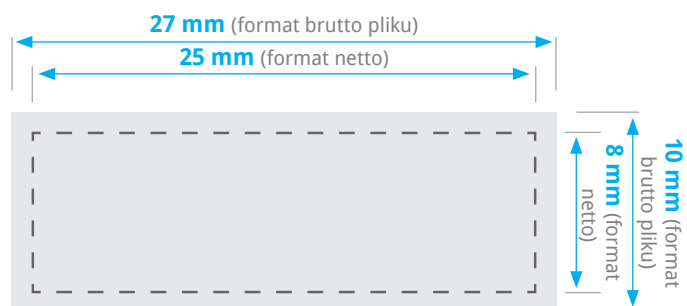 27 mm (format brutto pliku)
25 mm (format netto)
10 mm (format
brutto pliku)
8 mm (format
netto)